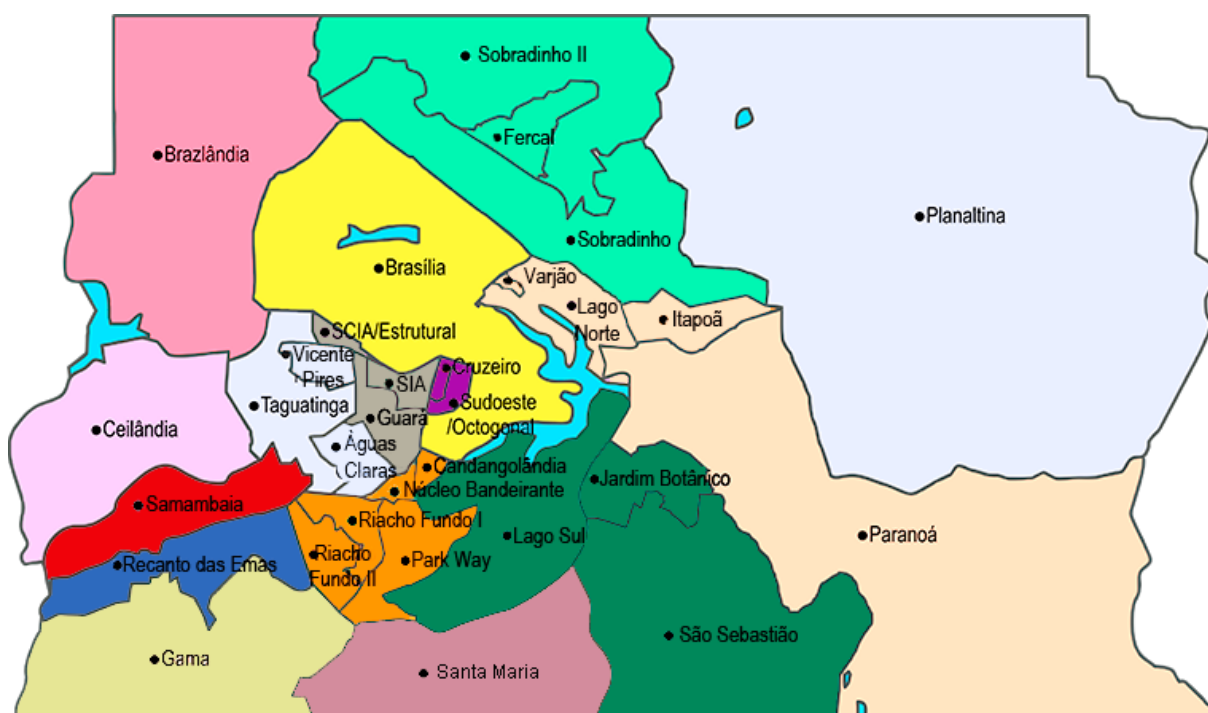 Sobradinho II
Fercal
Brazlândia
Planaltina
Sobradinho
Brasília
Varjão
Lago
Norte
Itapoã
SCIA/Estrutural
Vicente
Pires
Cruzeiro
SIA
Taguatinga
Sudoeste
/Octogonal
Guará
Ceilândia
Águas
Claras
Candangolândia
Núcleo Bandeirante
Jardim Botânico
Samambaia
Riacho Fundo I
Lago Sul
Paranoá
Riacho
Fundo II
Park Way
Recanto das Emas
São Sebastião
Gama
Santa Maria